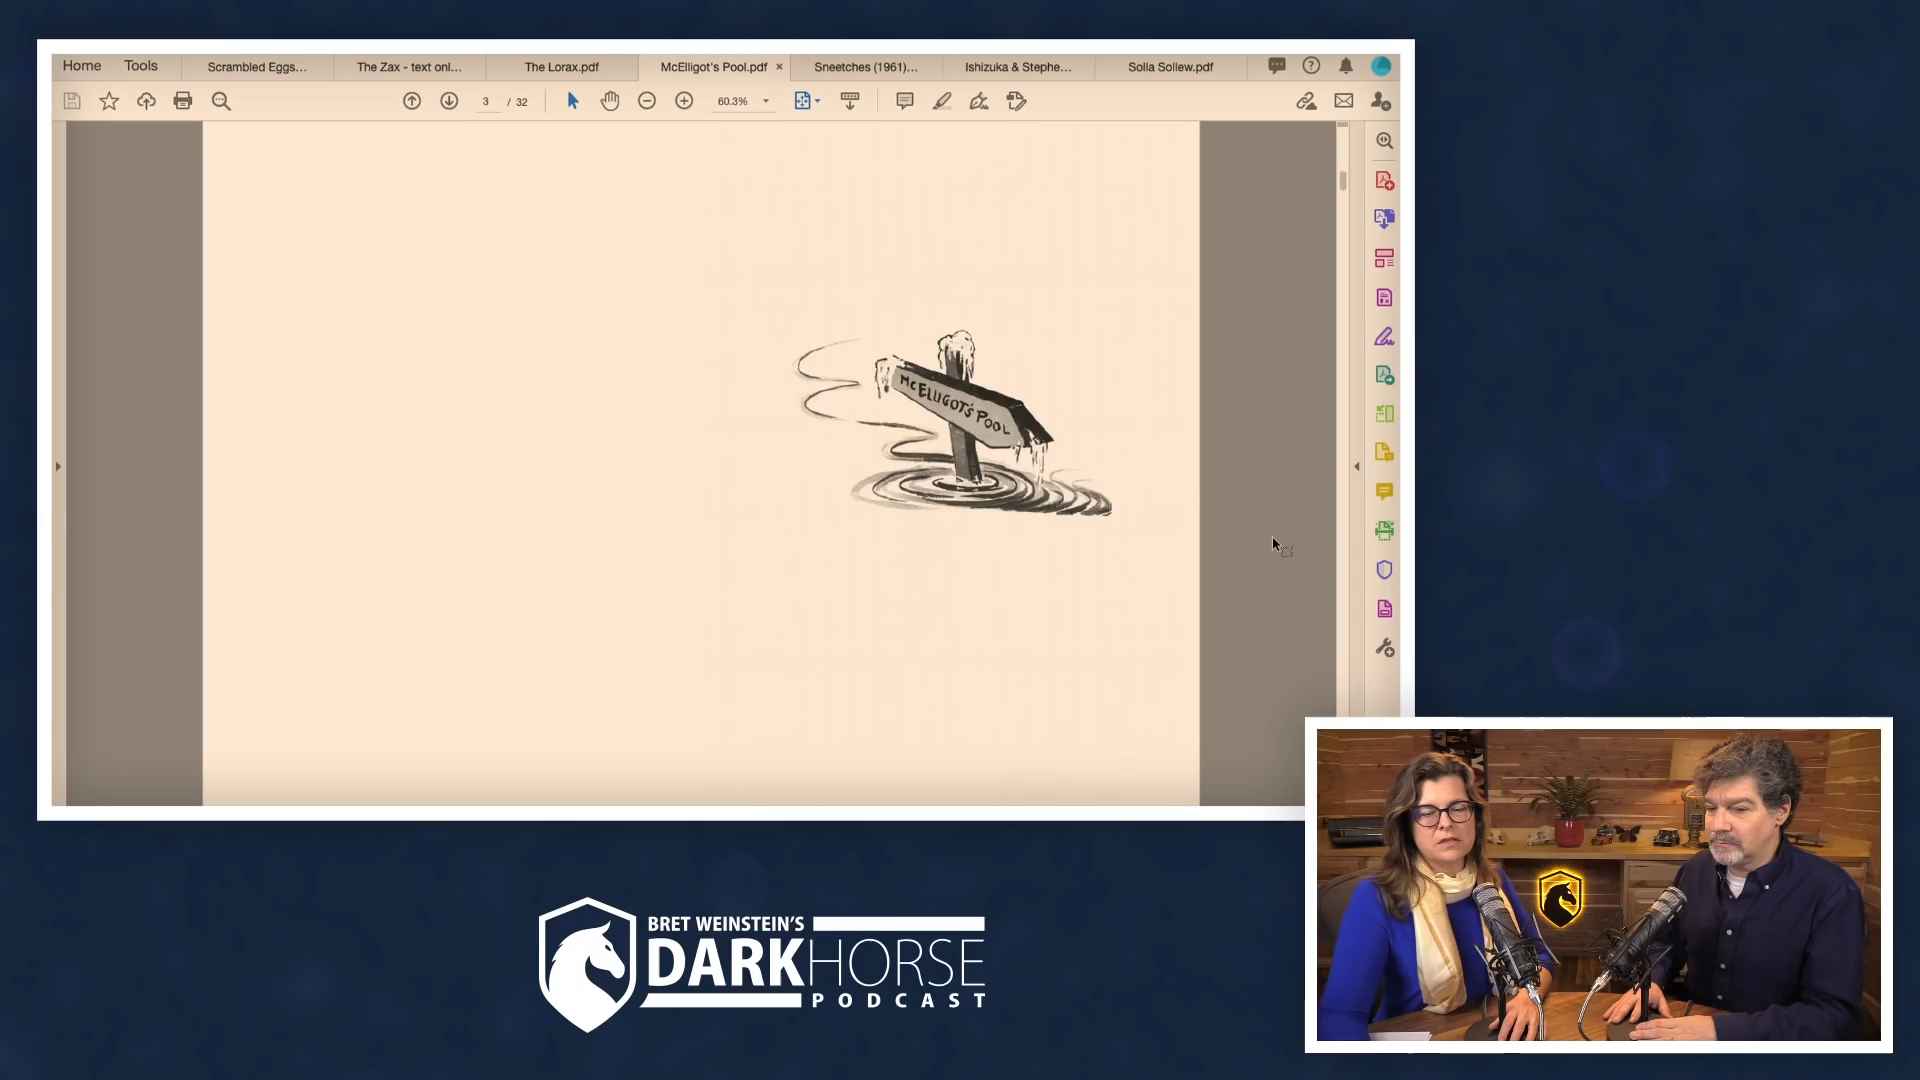 Home
Tools
Scrambled Eggs...
The Zax - text onl...
The Lorax.pdf
McElligot's Pool.pdf ×
Sneetches (1961)...
Ishizuka & Stephe...
Solla Sollew.pdf
3 / 32
60.3%
McELLIGOT'S POOL
BRET WEINSTEIN'S
DARKHORSE
PODCAST